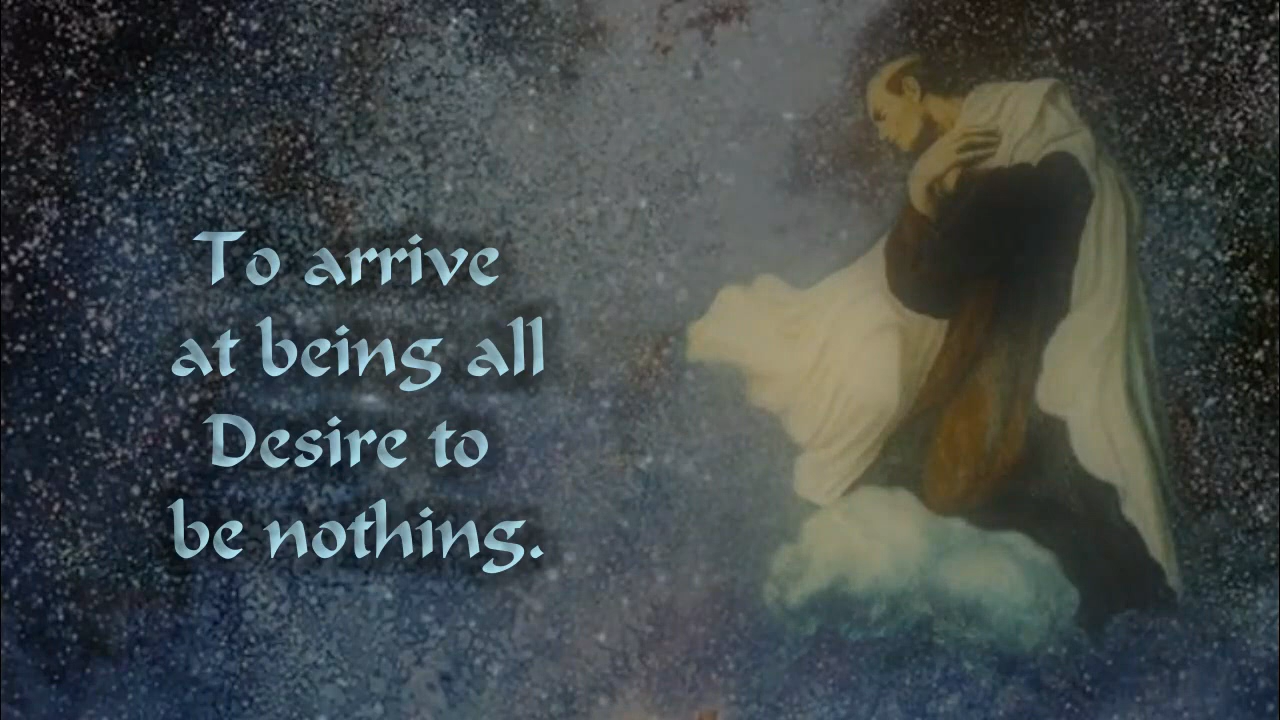 To arrive
at being all
Desire to
be nothing.